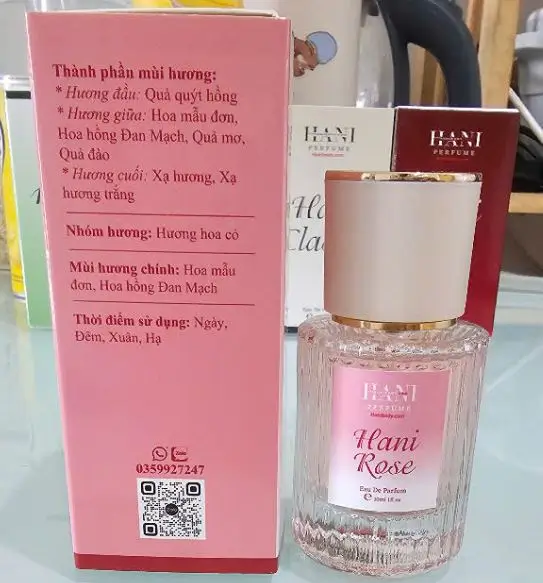 Thành phần mùi hương:
* Hương đầu: Quả quýt hồng
* Hương giữa: Hoa mẫu đơn,
Hoa hồng Đan Mạch, Quả mơ,
Quả đào
* Hương cuối: Xạ hương, Xạ
hương trắng
Nhóm hương: Hương hoa cỏ
Mùi hương chính: Hoa mẫu
đơn, Hoa hồng Đan Mạch
Thời điểm sử dụng: Ngày,
Đêm, Xuân, Hạ
Zalo
0359927247
HANI
PERFUME
HANI
PERFUME
HANI
PERFUME
Hani
Rose
Eau De Parfum